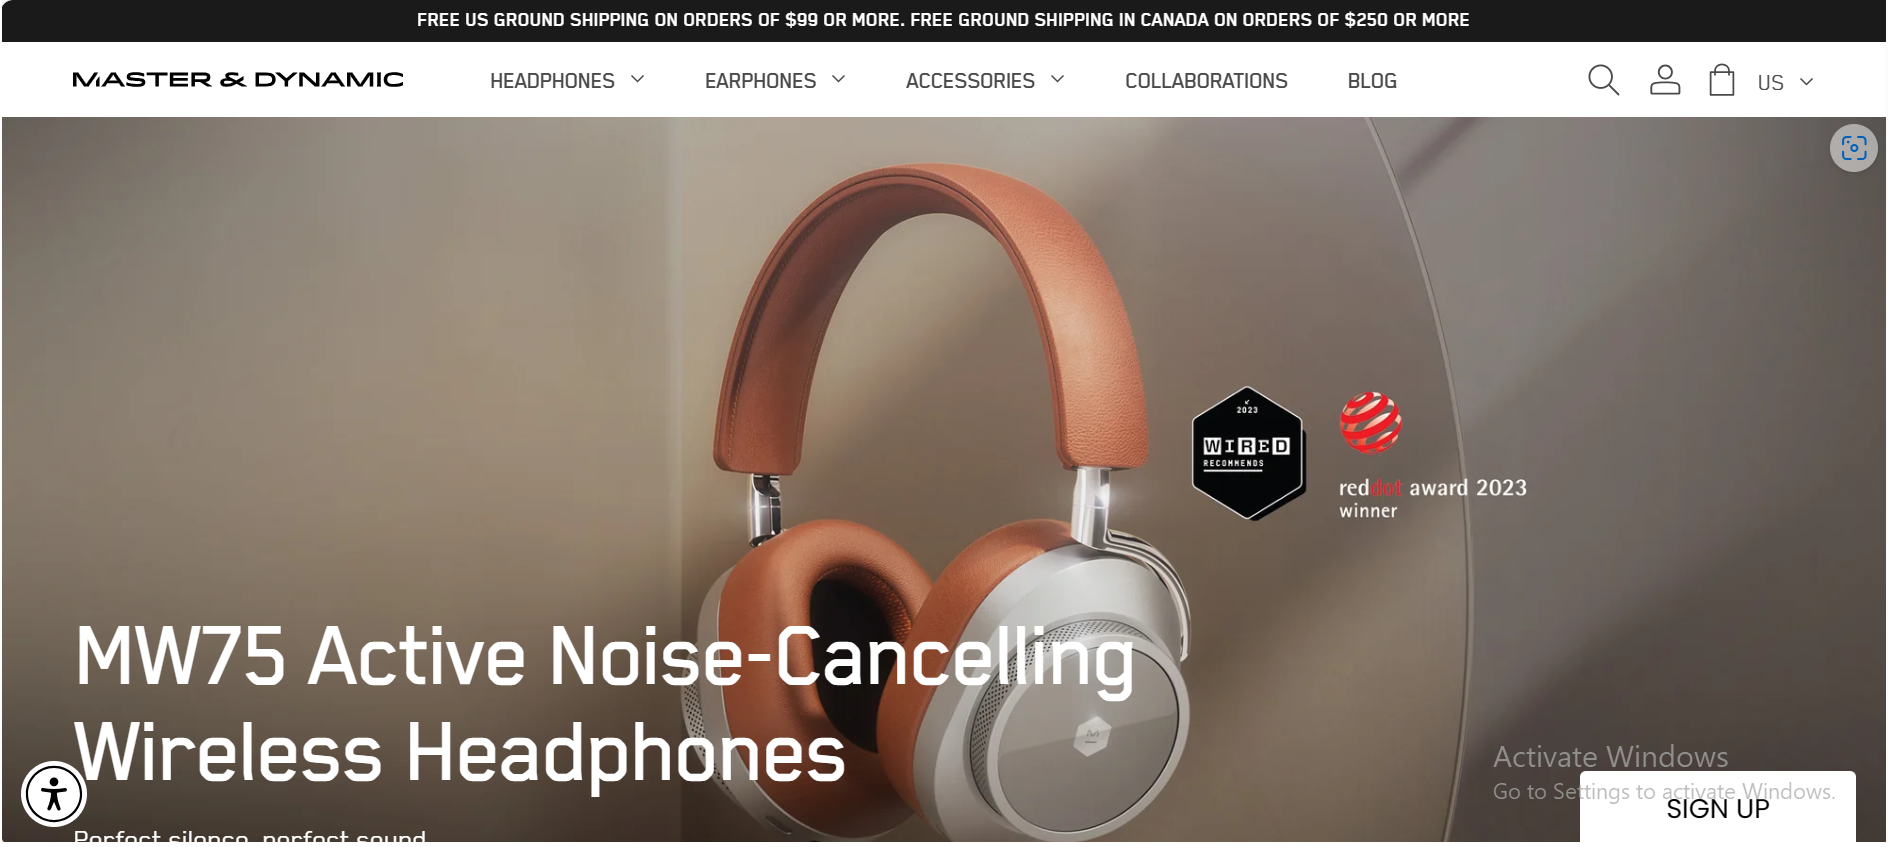 FREE US GROUND SHIPPING ON ORDERS OF $99 OR MORE. FREE GROUND SHIPPING IN CANADA ON ORDERS OF $250 OR MORE
MASTER & DYNAMIC
HEADPHONES
EARPHONES
ACCESSORIES
COLLABORATIONS
BLOG
US
2023
WIRED
RECOMMENDS
reddot award 2023
winner
MW75 Active Noise-Cancelling
Wireless Headphones
Perfect silence, perfect sound
M
Activate Windows
Go to Settings to activate Windows.
SIGN UP